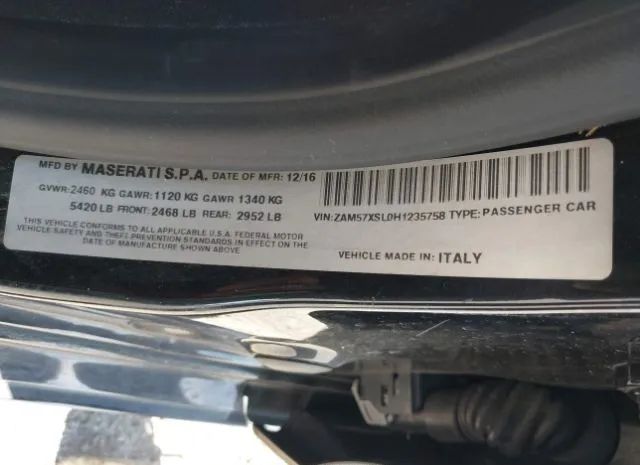 MFD BY MASERATI S.P.A. DATE OF MFR: 12/16
GVWR: 2460 KG GAWR: 1120 KG GAWR 1340 KG
5420 LB FRONT: 2468 LB REAR: 2952 LB
THIS VEHICLE CONFORMS TO ALL APPLICABLE U.S.A. FEDERAL MOTOR
VEHICLE SAFETY AND THEFT PREVENTION STANDARDS IN EFFECT ON THE
DATE OF MANUFACTURE SHOWN ABOVE
VIN: ZAM57XSL0H1235758 TYPE: PASSENGER CAR
VEHICLE MADE IN: ITALY